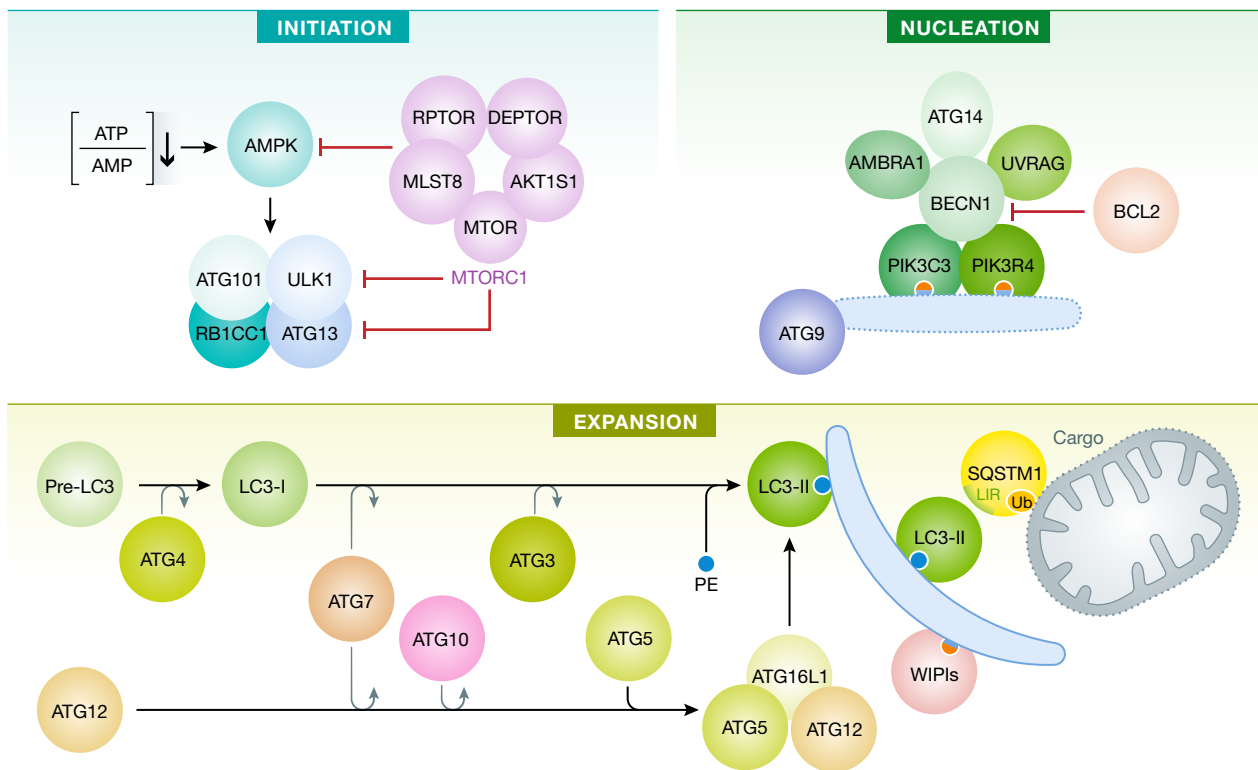 INITIATION
ATP
AMP
AMPK
RPTOR
DEPTOR
MLST8
AKT1S1
MTOR
MTORC1
ATG101
ULK1
RB1CC1
ATG13
NUCLEATION
ATG14
AMBRA1
UVRAG
BECN1
BCL2
PIK3C3
PIK3R4
ATG9
EXPANSION
Pre-LC3
LC3-I
LC3-II
ATG4
ATG7
ATG3
PE
ATG10
ATG5
ATG12
ATG16L1
ATG5
ATG12
Cargo
SQSTM1
LIR
Ub
LC3-II
WIPIs